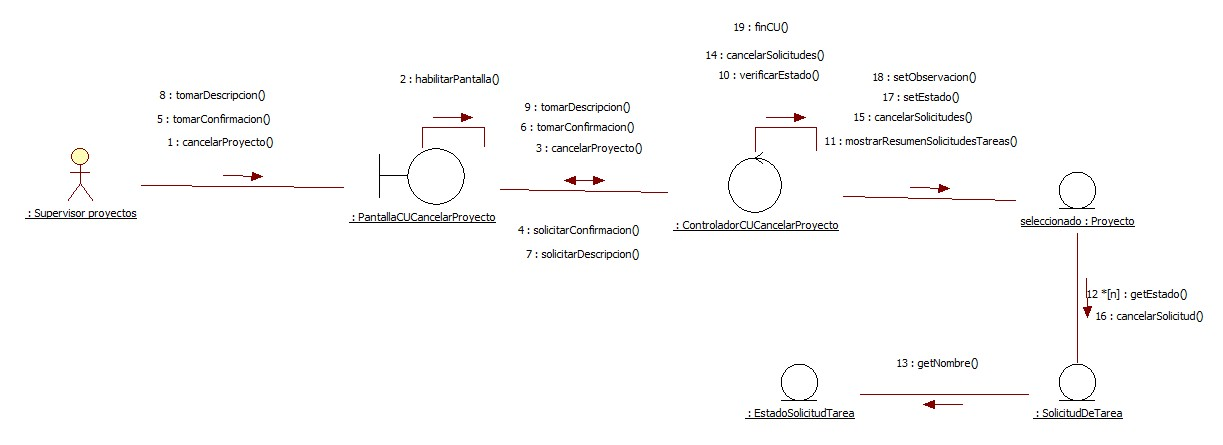 19 : finCU()
14 : cancelarSolicitudes()
10 : verificarEstado()
2 : habilitarPantalla()
18 : setObservacion()
17 : setEstado()
15 : cancelarSolicitudes()
11 : mostrarResumenSolicitudesTareas()
8 : tomarDescripcion()
5 : tomarConfirmacion()
1 : cancelarProyecto()
9 : tomarDescripcion()
6 : tomarConfirmacion()
3 : cancelarProyecto()
: Supervisor proyectos
: PantallaCUCancelarProyecto
: ControladorCUCancelarProyecto
seleccionado : Proyecto
4 : solicitarConfirmacion()
7 : solicitarDescripcion()
12 *[n] : getEstado()
16 : cancelarSolicitud()
13 : getNombre()
: EstadoSolicitudTarea
: SolicitudDeTarea